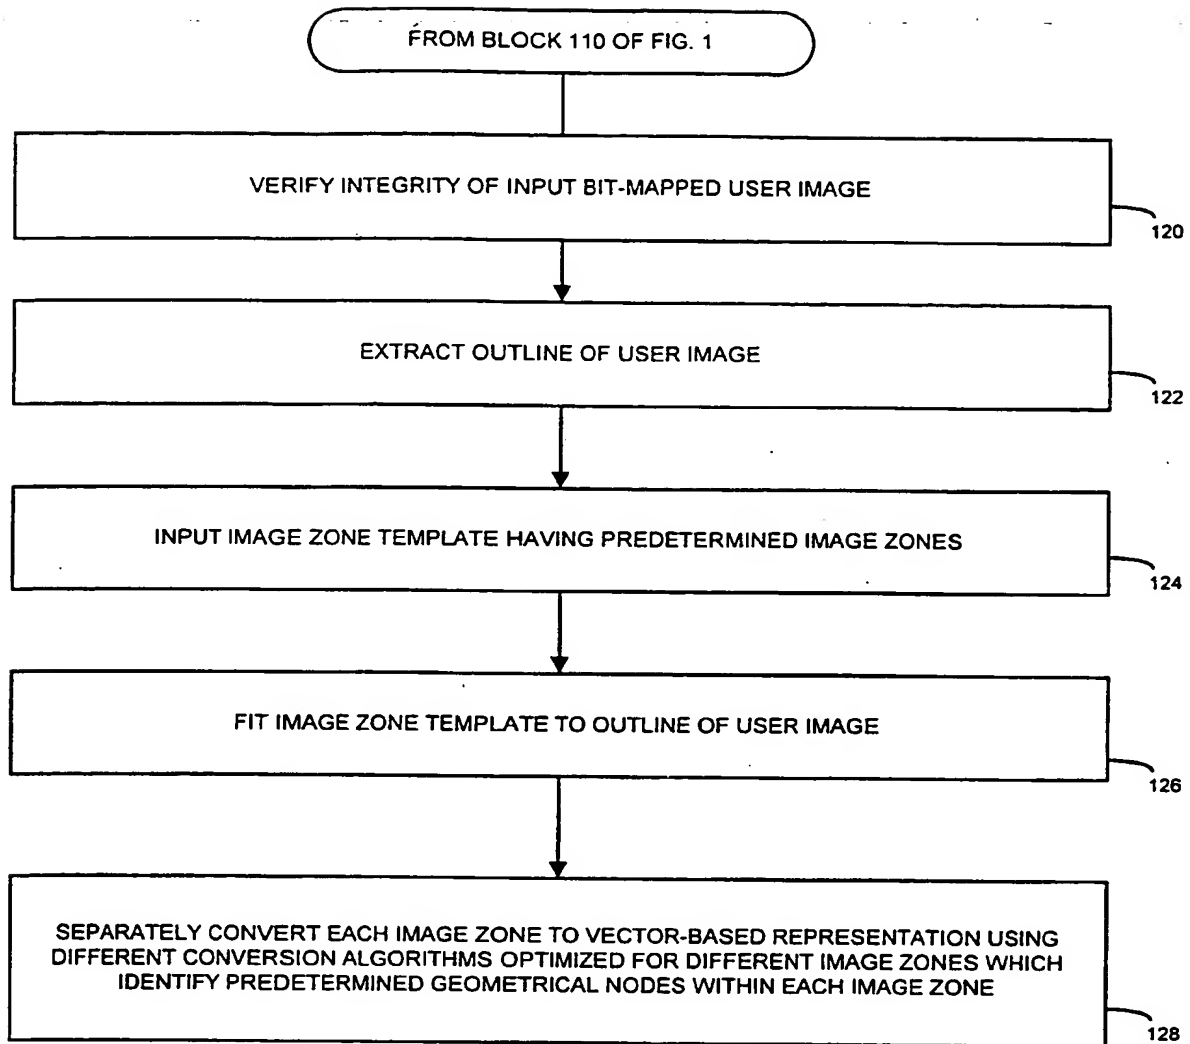 FROM BLOCK 110 OF FIG. 1
VERIFY INTEGRITY OF INPUT BIT-MAPPED USER IMAGE
120
EXTRACT OUTLINE OF USER IMAGE
122
INPUT IMAGE ZONE TEMPLATE HAVING PREDETERMINED IMAGE ZONES
124
FIT IMAGE ZONE TEMPLATE TO OUTLINE OF USER IMAGE
126
SEPARATELY CONVERT EACH IMAGE ZONE TO VECTOR-BASED REPRESENTATION USING
DIFFERENT CONVERSION ALGORITHMS OPTIMIZED FOR DIFFERENT IMAGE ZONES WHICH
IDENTIFY PREDETERMINED GEOMETRICAL NODES WITHIN EACH IMAGE ZONE
128